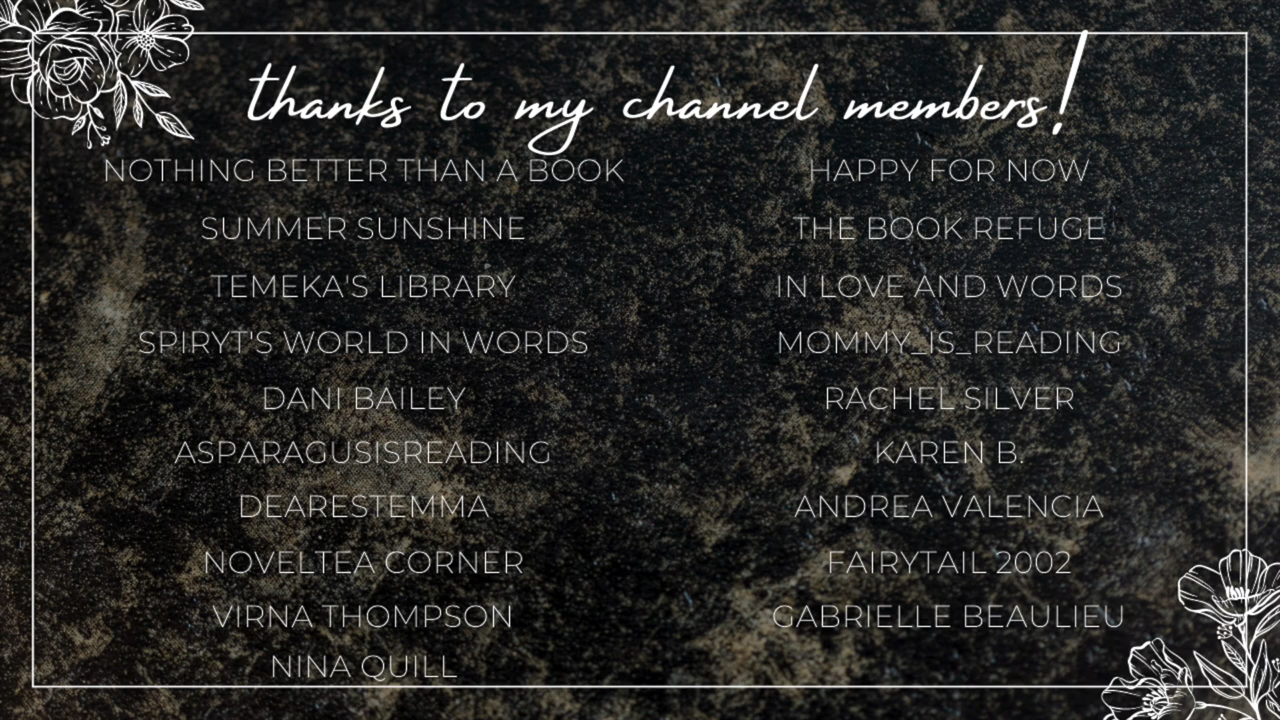 thanks to my channel members!
NOTHING BETTER THAN A BOOK
SUMMER SUNSHINE
TEMEKA'S LIBRARY
SPIRYT'S WORLD IN WORDS
DANI BAILEY
ASPARAGUSISREADING
DEARESTEMMA
NOVELTEA CORNER
VIRNA THOMPSON
NINA QUILL
HAPPY FOR NOW
THE BOOK REFUGE
IN LOVE AND WORDS
MOMMY_IS_READING
RACHEL SILVER
KAREN B.
ANDREA VALENCIA
FAIRYTAIL 2002
GABRIELLE BEAULIEU